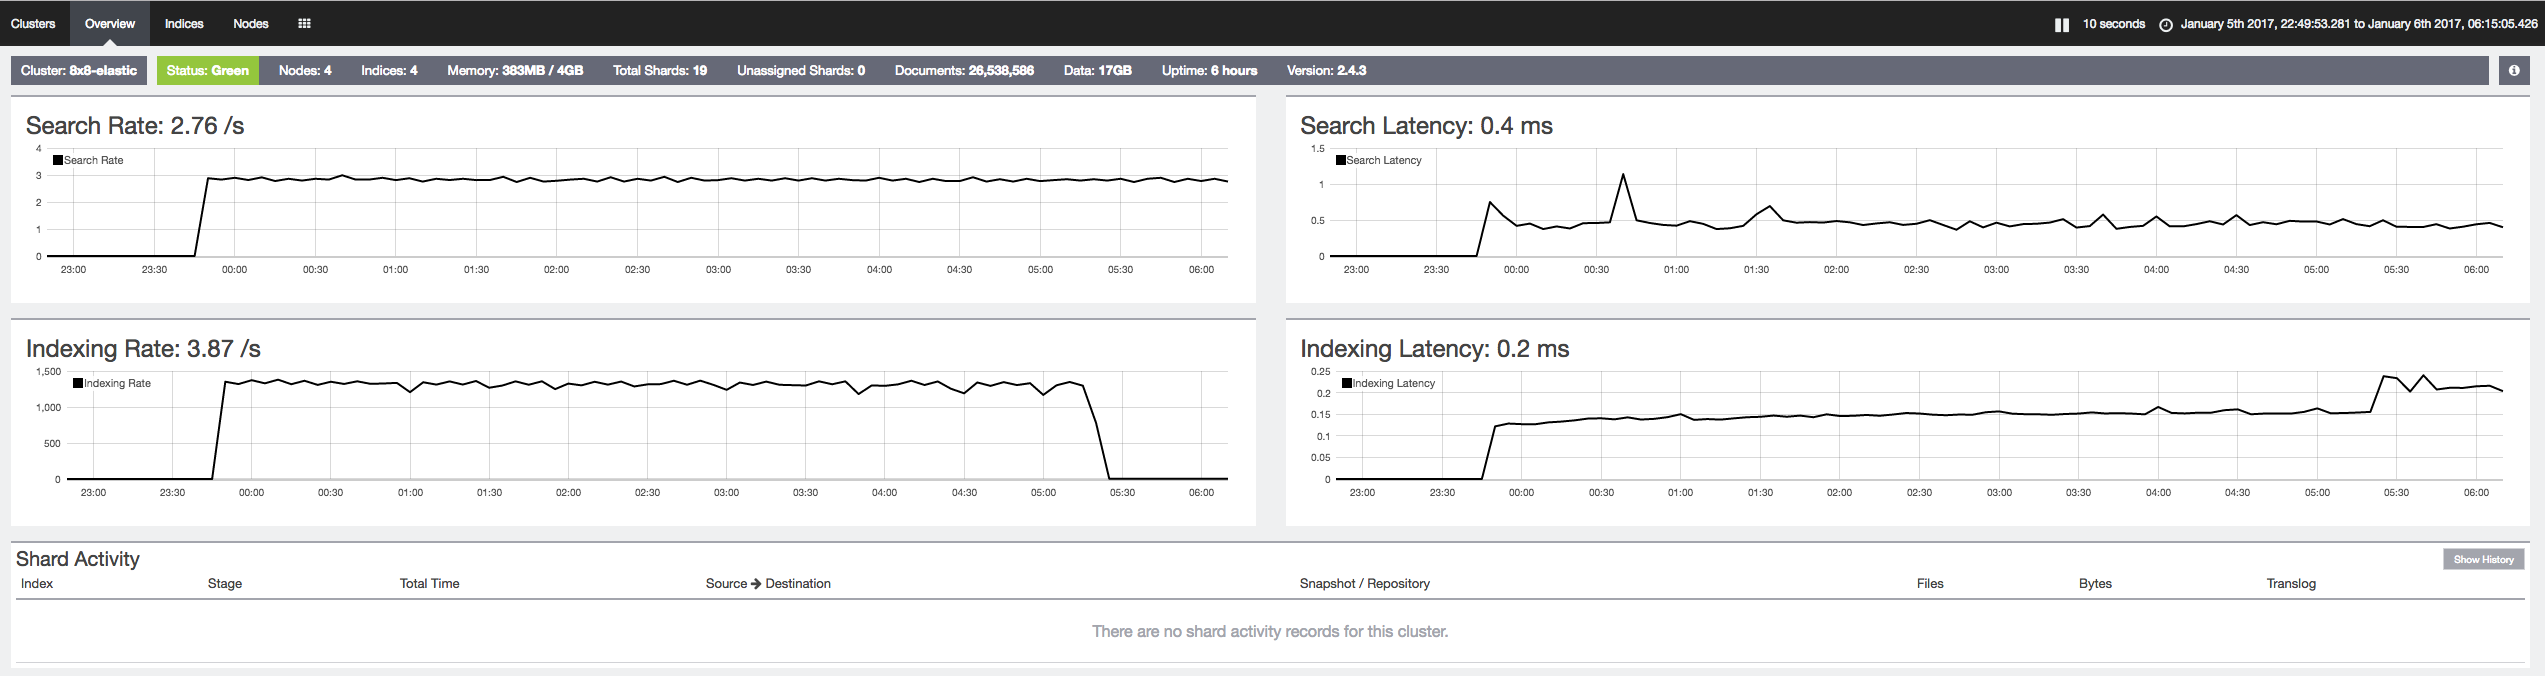 Clusters Overview Indices Nodes 10 seconds January 5th 2017, 22:49:53.281 to January 6th 2017, 06:15:05.426
Cluster: 8x8-elastic Status: Green Nodes: 4 Indices: 4 Memory: 383MB / 4GB Total Shards: 19 Unassigned Shards: 0 Documents: 26,538,586 Data: 17GB Uptime: 6 hours Version: 2.4.3
Search Rate: 2.76 /s
4
Search Rate
3
2
1
0
23:00 23:30 00:00 00:30 01:00 01:30 02:00 02:30 03:00 03:30 04:00 04:30 05:00 05:30 06:00
Search Latency: 0.4 ms
1.5
Search Latency
1
0.5
0
23:00 23:30 00:00 00:30 01:00 01:30 02:00 02:30 03:00 03:30 04:00 04:30 05:00 05:30 06:00
Indexing Rate: 3.87 /s
1,500
Indexing Rate
1,000
500
0
23:00 23:30 00:00 00:30 01:00 01:30 02:00 02:30 03:00 03:30 04:00 04:30 05:00 05:30 06:00
Indexing Latency: 0.2 ms
0.25
Indexing Latency
0.2
0.15
0.1
0.05
0
23:00 23:30 00:00 00:30 01:00 01:30 02:00 02:30 03:00 03:30 04:00 04:30 05:00 05:30 06:00
Shard Activity Show History
Index Stage Total Time Source → Destination Snapshot / Repository Files Bytes Translog
There are no shard activity records for this cluster.